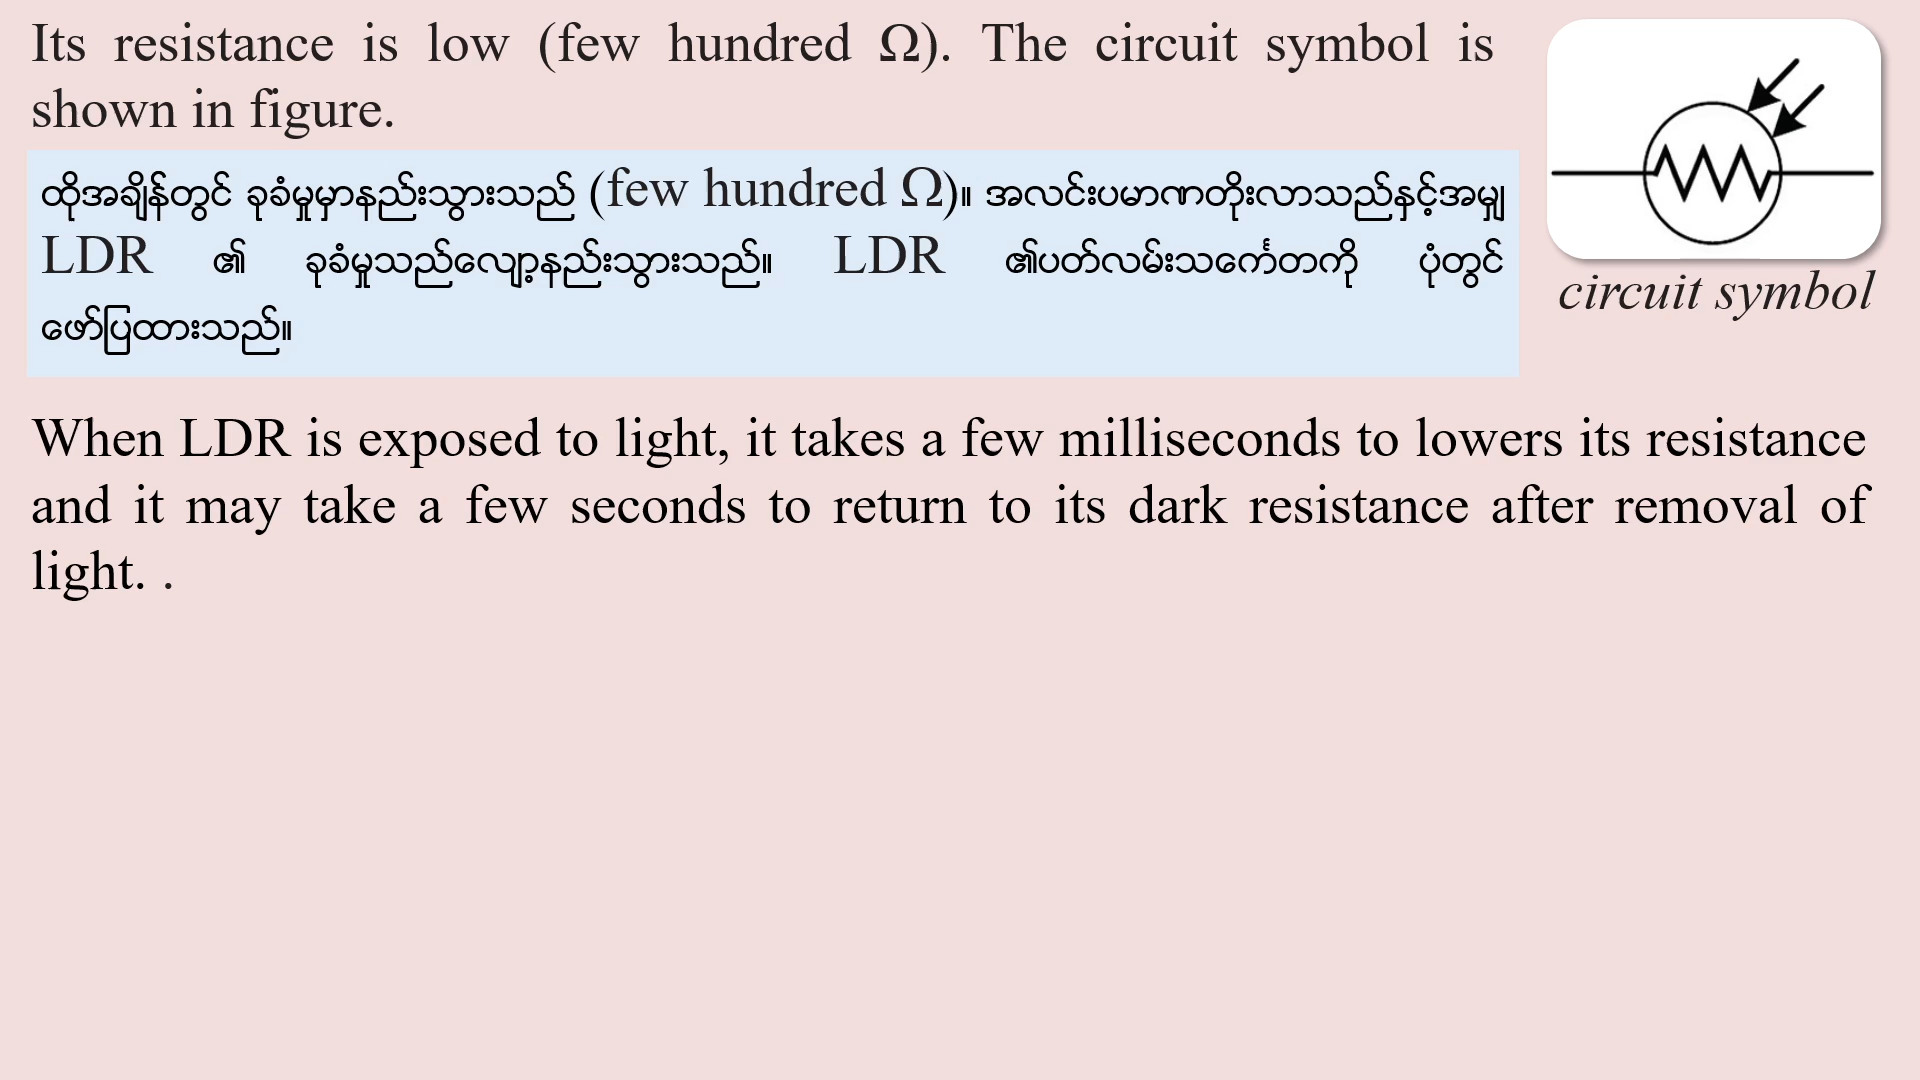 Its resistance is low (few hundred Ω). The circuit symbol is
shown in figure.
ထိုအချိန်တွင် ခုခံမှုမှာနည်းသွားသည် (few hundred Ω)။ အလင်းပမာဏတိုးလာသည်နှင့်အမျှ
LDR ၏ ခုခံမှုသည်လျော့နည်းသွားသည်။ LDR ၏ပတ်လမ်းသင်္ကေတကို ပုံတွင်
ဖော်ပြထားသည်။
circuit symbol
When LDR is exposed to light, it takes a few milliseconds to lowers its resistance
and it may take a few seconds to return to its dark resistance after removal of
light. .